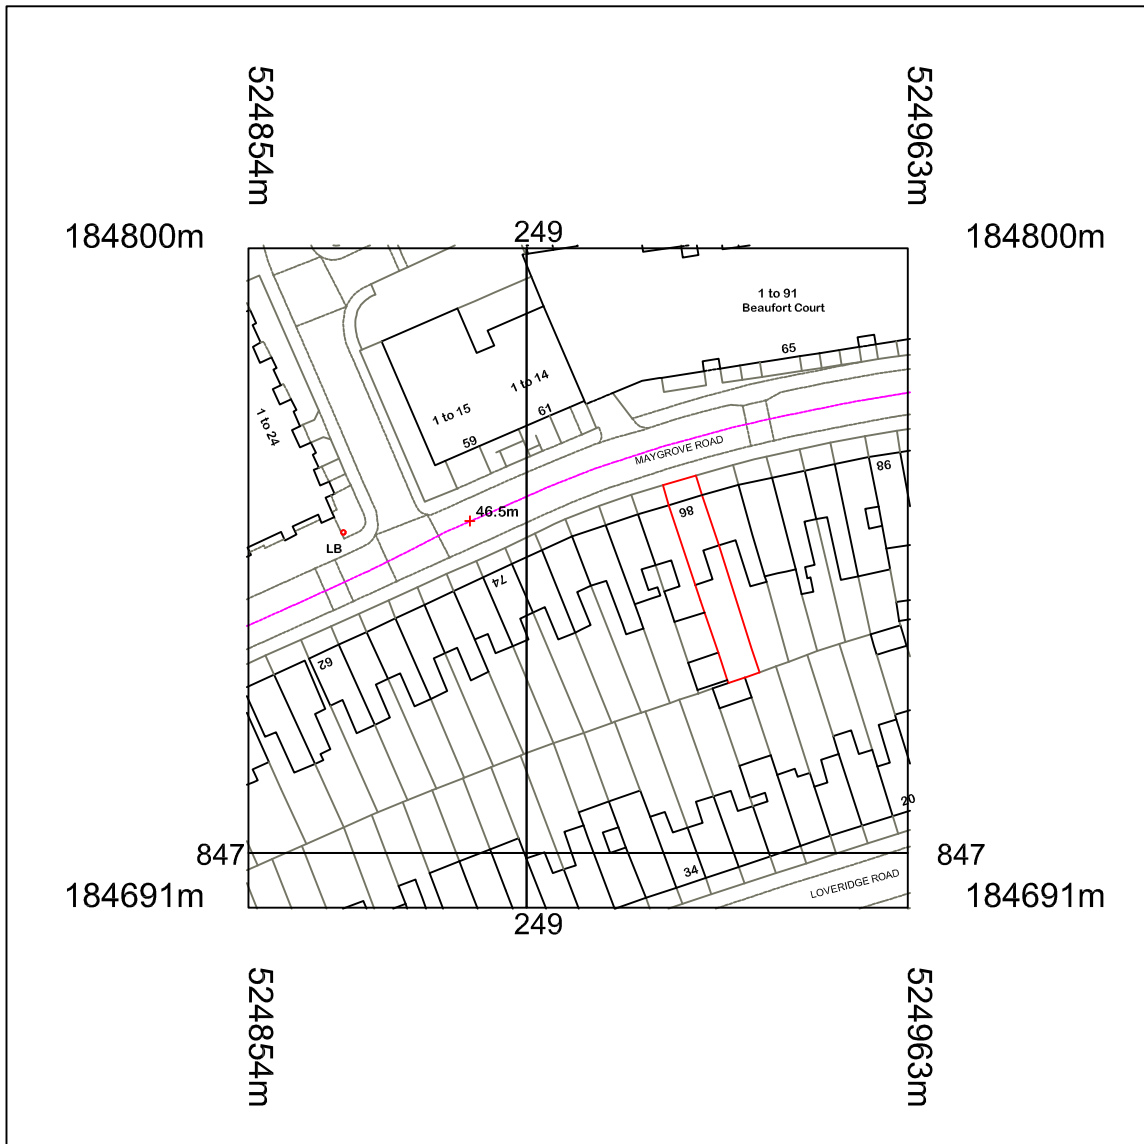 524854m
524963m
184800m
249
184800m
1 to 91
Beaufort Court
65
1 to 14
1 to 15
61
1 to 24
59
MAYGROVE ROAD
98
46.5m
86
LB
74
62
20
847
847
34
LOVERIDGE ROAD
184691m
249
184691m
524854m
524963m